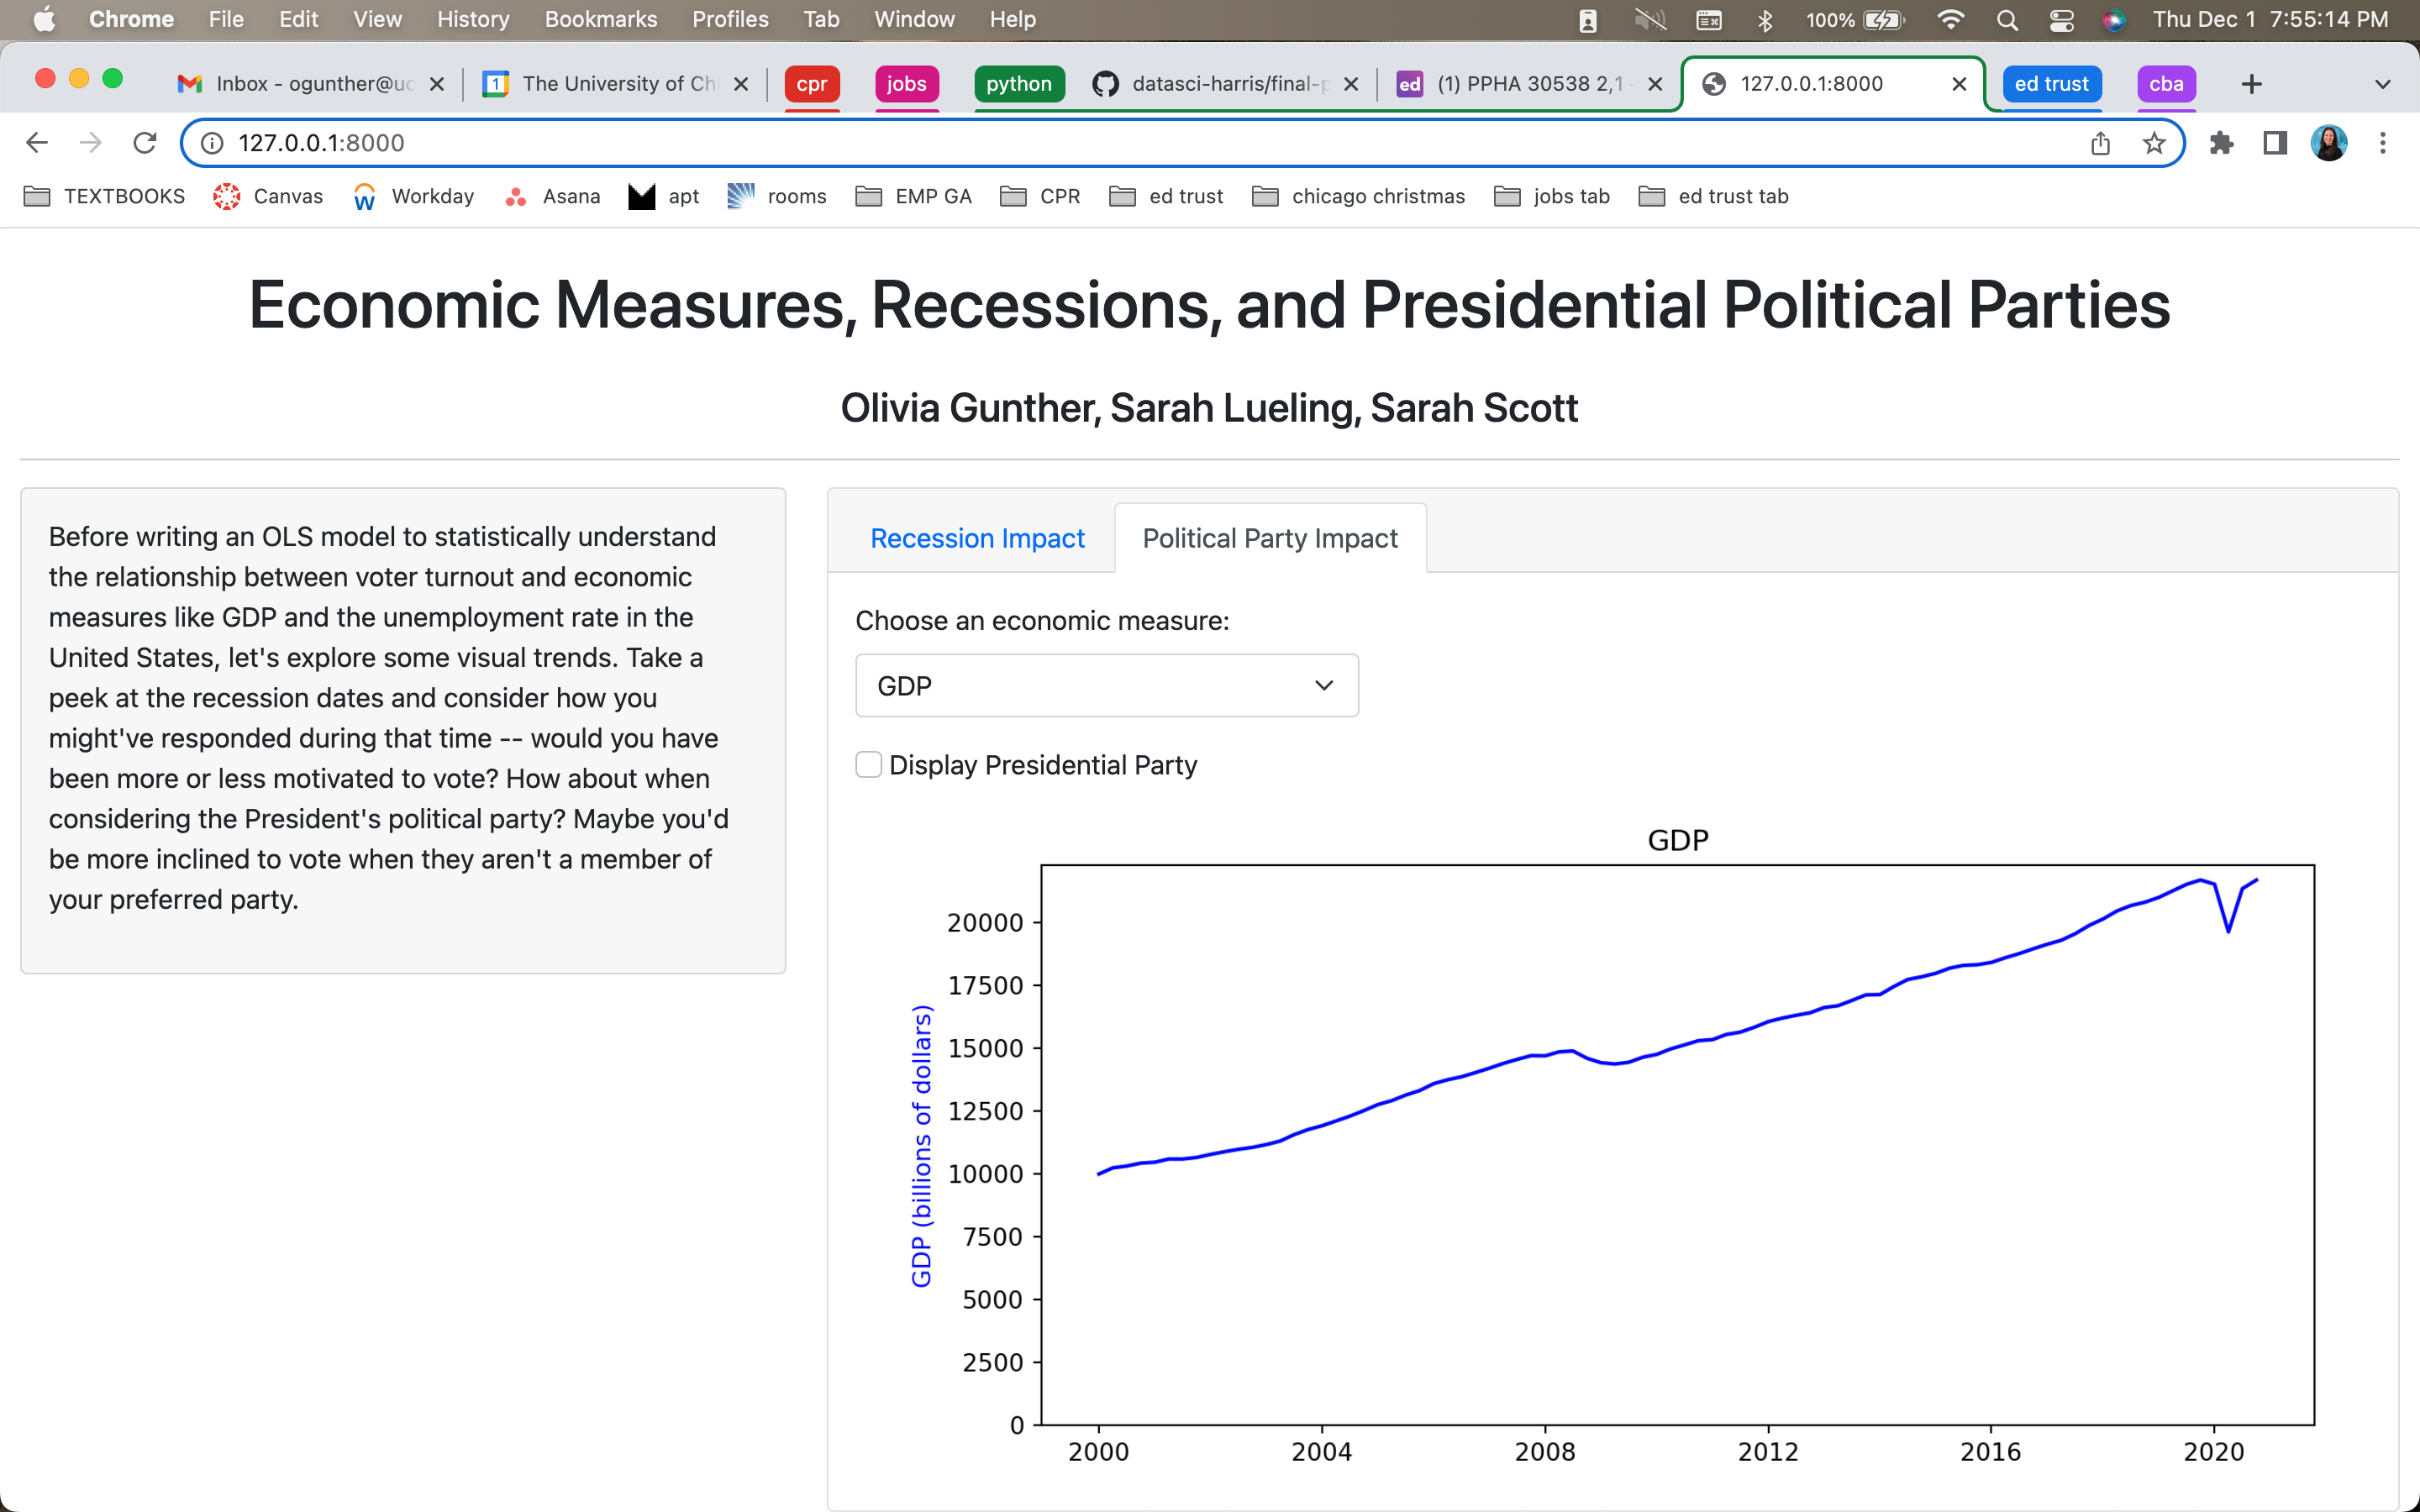 Chrome File Edit View History Bookmarks Profiles Tab Window Help 100% Thu Dec 1 7:55:14 PM
Inbox - ogunther@uc The University of Chi cpr jobs python datasci-harris/final-p ed (1) PPHA 30538 2,1 - 127.0.0.1:8000 ed trust cba
127.0.0.1:8000
TEXTBOOKS Canvas Workday Asana apt rooms EMP GA CPR ed trust chicago christmas jobs tab ed trust tab
Economic Measures, Recessions, and Presidential Political Parties
Olivia Gunther, Sarah Lueling, Sarah Scott
Before writing an OLS model to statistically understand
the relationship between voter turnout and economic
measures like GDP and the unemployment rate in the
United States, let's explore some visual trends. Take a
peek at the recession dates and consider how you
might've responded during that time -- would you have
been more or less motivated to vote? How about when
considering the President's political party? Maybe you'd
be more inclined to vote when they aren't a member of
your preferred party.
Recession Impact Political Party Impact
Choose an economic measure:
GDP
Display Presidential Party
GDP
GDP (billions of dollars)
20000
17500
15000
12500
10000
7500
5000
2500
0
2000 2004 2008 2012 2016 2020